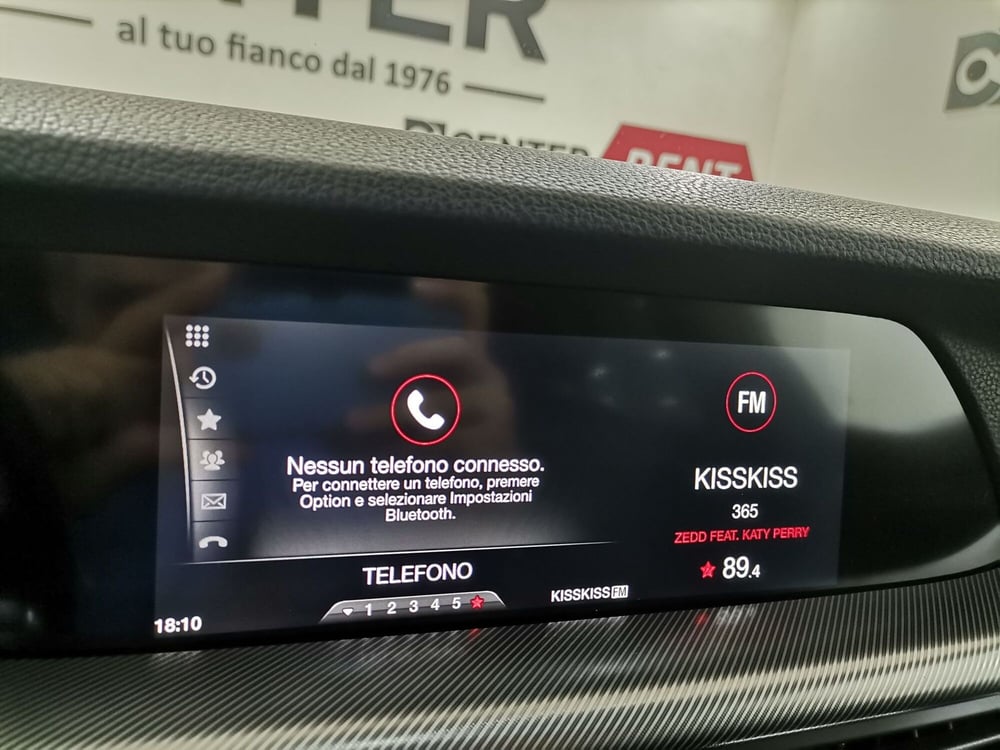 al tuo fianco dal 1976
CENTER
RENT
FM
Nessun telefono connesso.
Per connettere un telefono, premere
Option e selezionare Impostazioni
Bluetooth.
KISSKISS
365
ZEDD FEAT. KATY PERRY
89.4
TELEFONO
1 2 3 4 5
KISSKISS FM
18:10